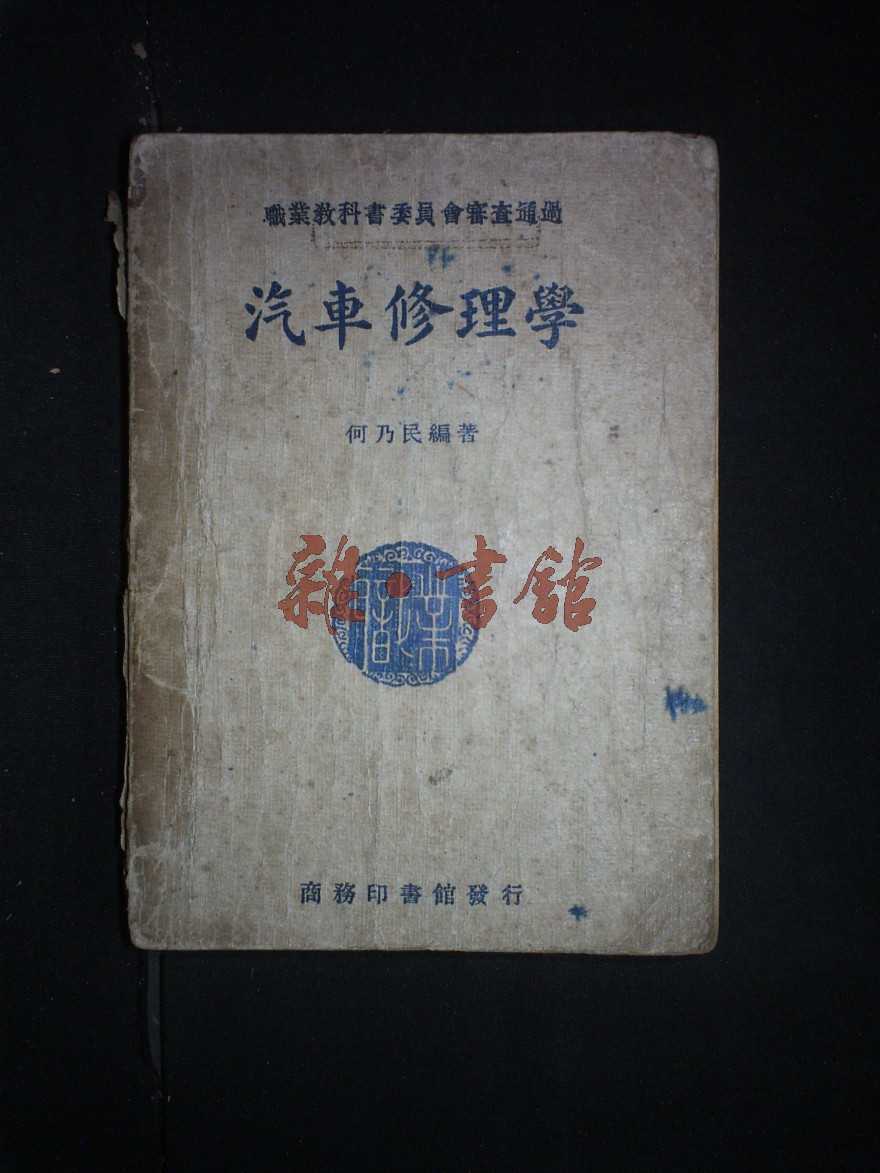 職業教科書委員會審查通過
汽車修理學
何乃民編著
雜·書館
商務印書館發行